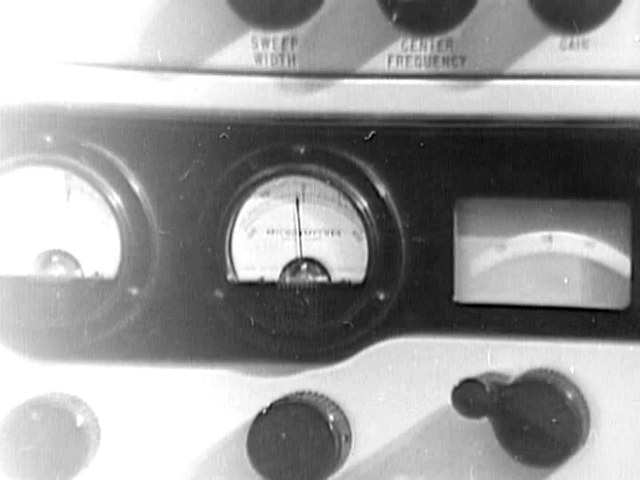 SWEEP
WIDTH
CENTER
FREQUENCY
GAIN
MICROAMPERES